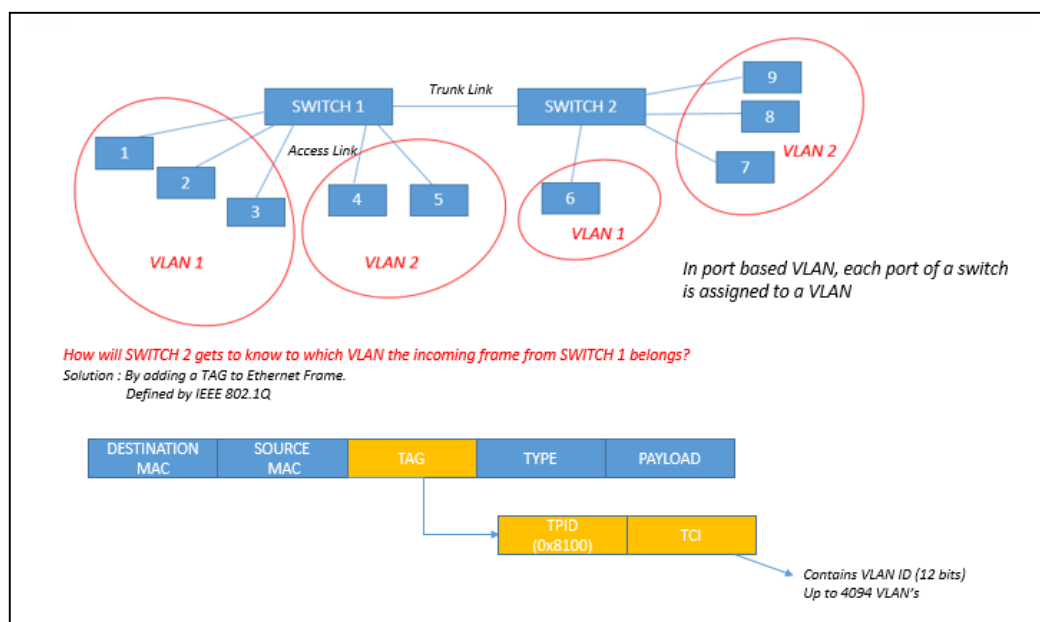 SWITCH 1
Trunk Link
SWITCH 2
9
8
7
VLAN 2
1
2
3
VLAN 1
Access Link
4
5
VLAN 2
6
VLAN 1
In port based VLAN, each port of a switch
is assigned to a VLAN
How will SWITCH 2 gets to know to which VLAN the incoming frame from SWITCH 1 belongs?
Solution : By adding a TAG to Ethernet Frame.
Defined by IEEE 802.1Q
DESTINATION
MAC
SOURCE
MAC
TAG
TYPE
PAYLOAD
TPID
(0x8100)
TCI
Contains VLAN ID (12 bits)
Up to 4094 VLAN's